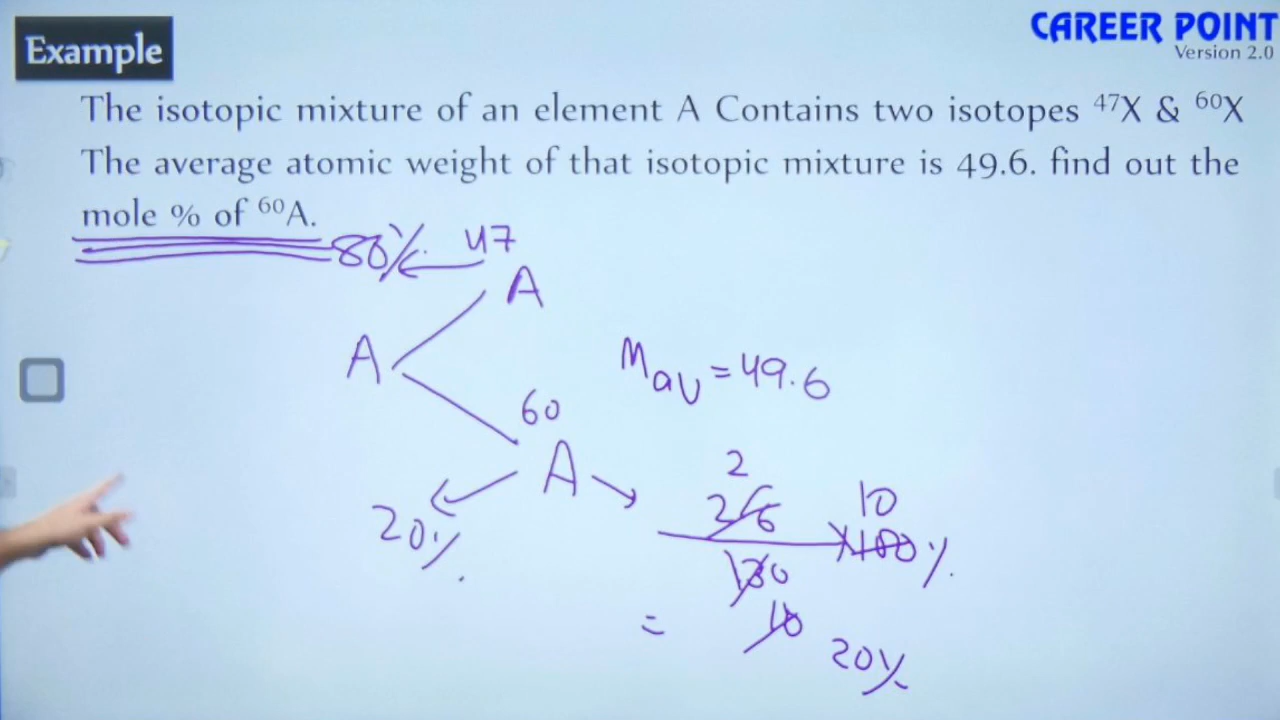 Example
CAREER POINT
Version 2.0
The isotopic mixture of an element A Contains two isotopes ⁴⁷X & ⁶⁰X
The average atomic weight of that isotopic mixture is 49.6. find out the
mole % of ⁶⁰A.
80% 47
A
A
Mav = 49.6
60
A
20%.
2
26
10
×100%.
130
10
=
20%